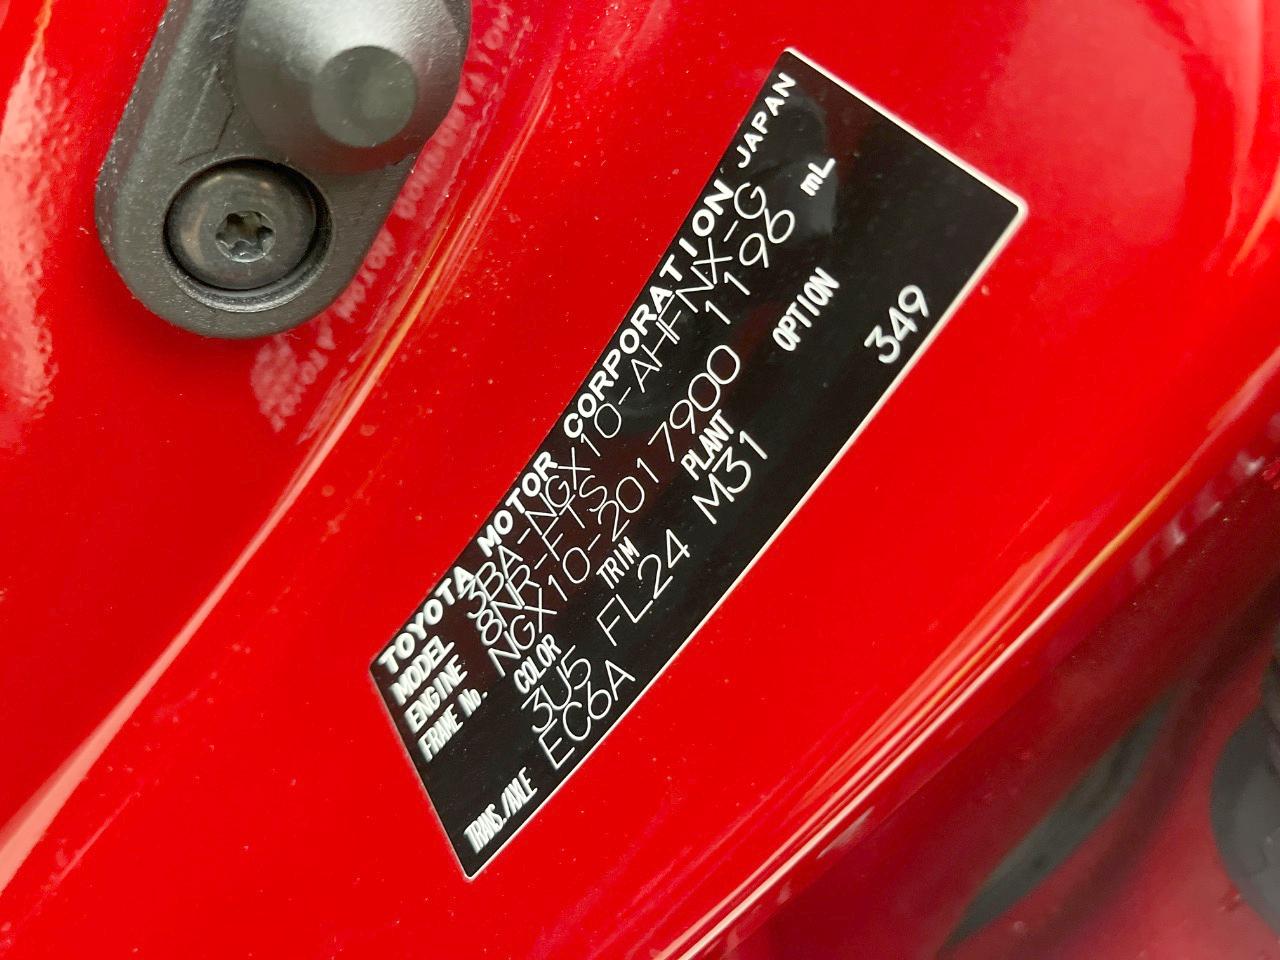 TOYOTA MOTOR CORPORATION JAPAN
MODEL 3BA-NGX10-AHFNX-G
ENGINE 8NR-FTS 1196 mL
FRAME No. NGX10-2017900
COLOR TRIM PLANT OPTION
3U5 FL24 M31 349
TRANS./AXLE EC6A